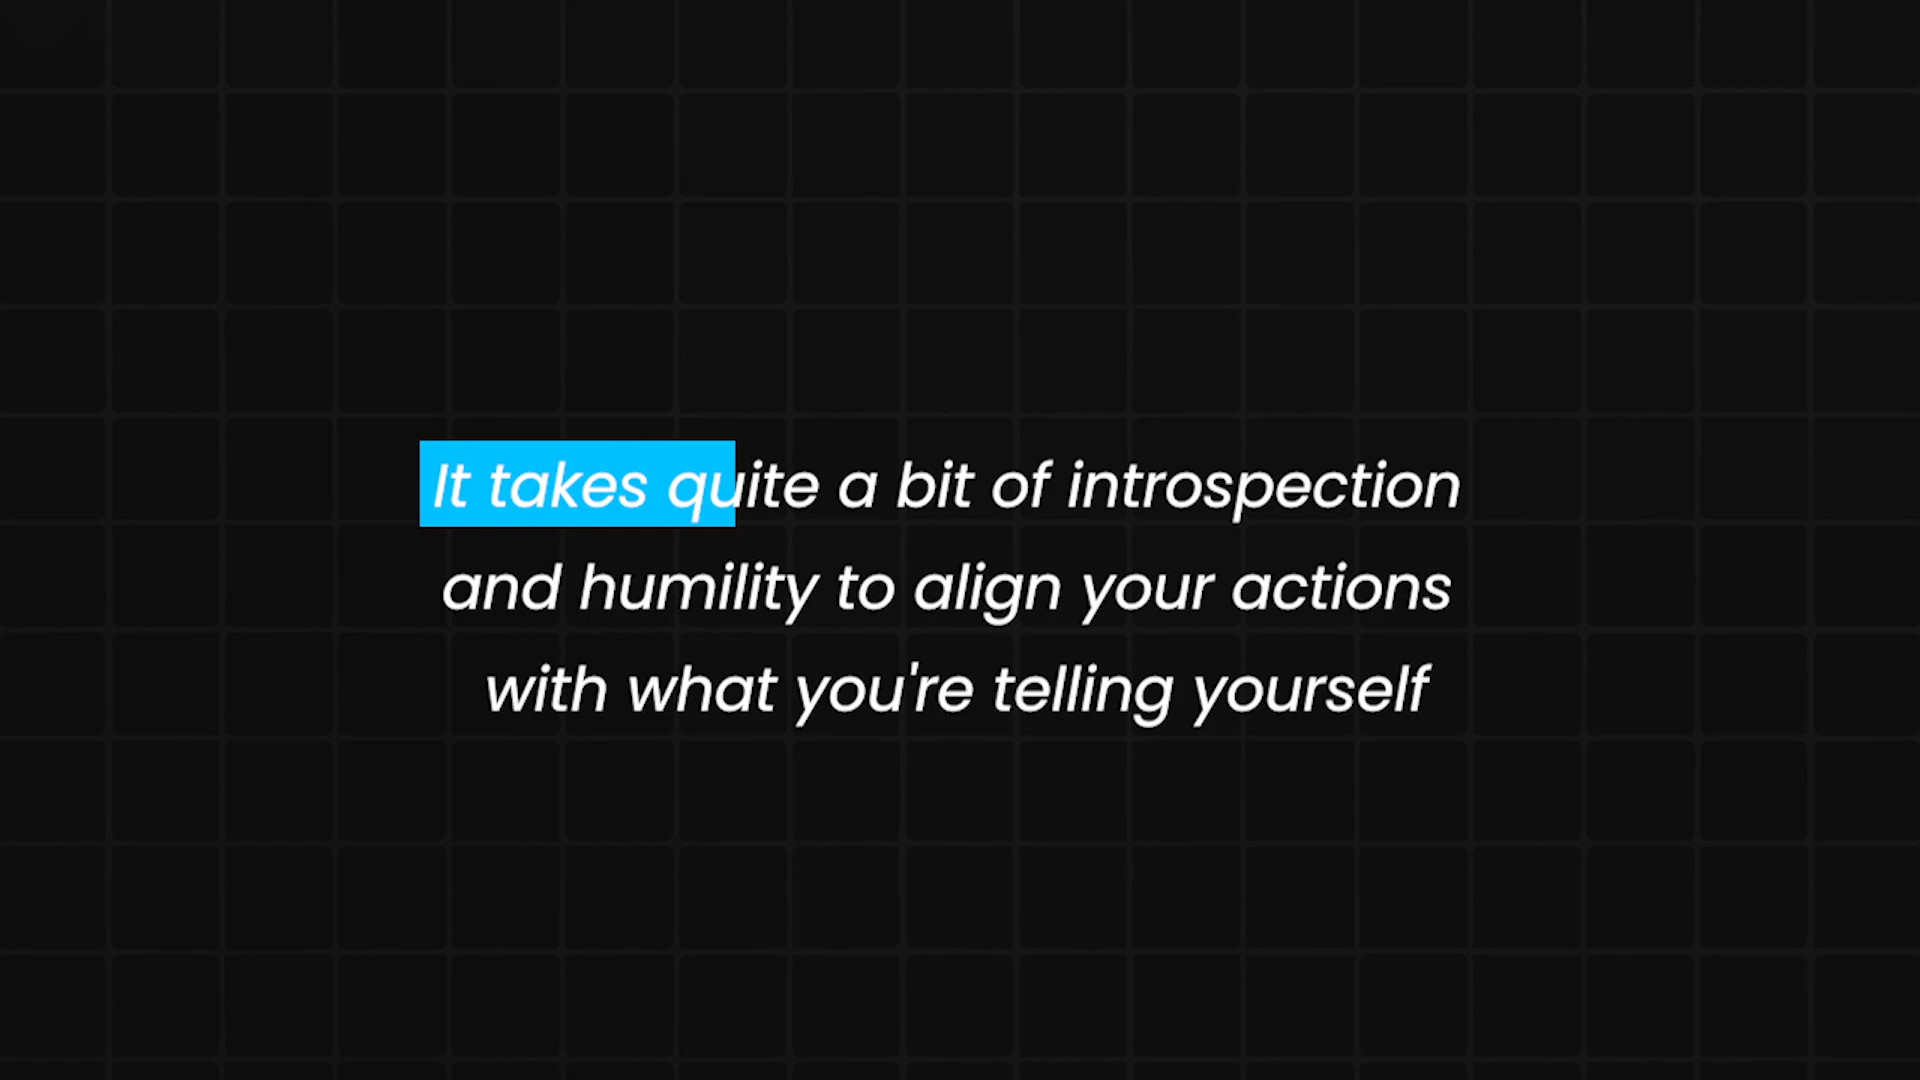 It takes quite a bit of introspection
and humility to align your actions
with what you're telling yourself